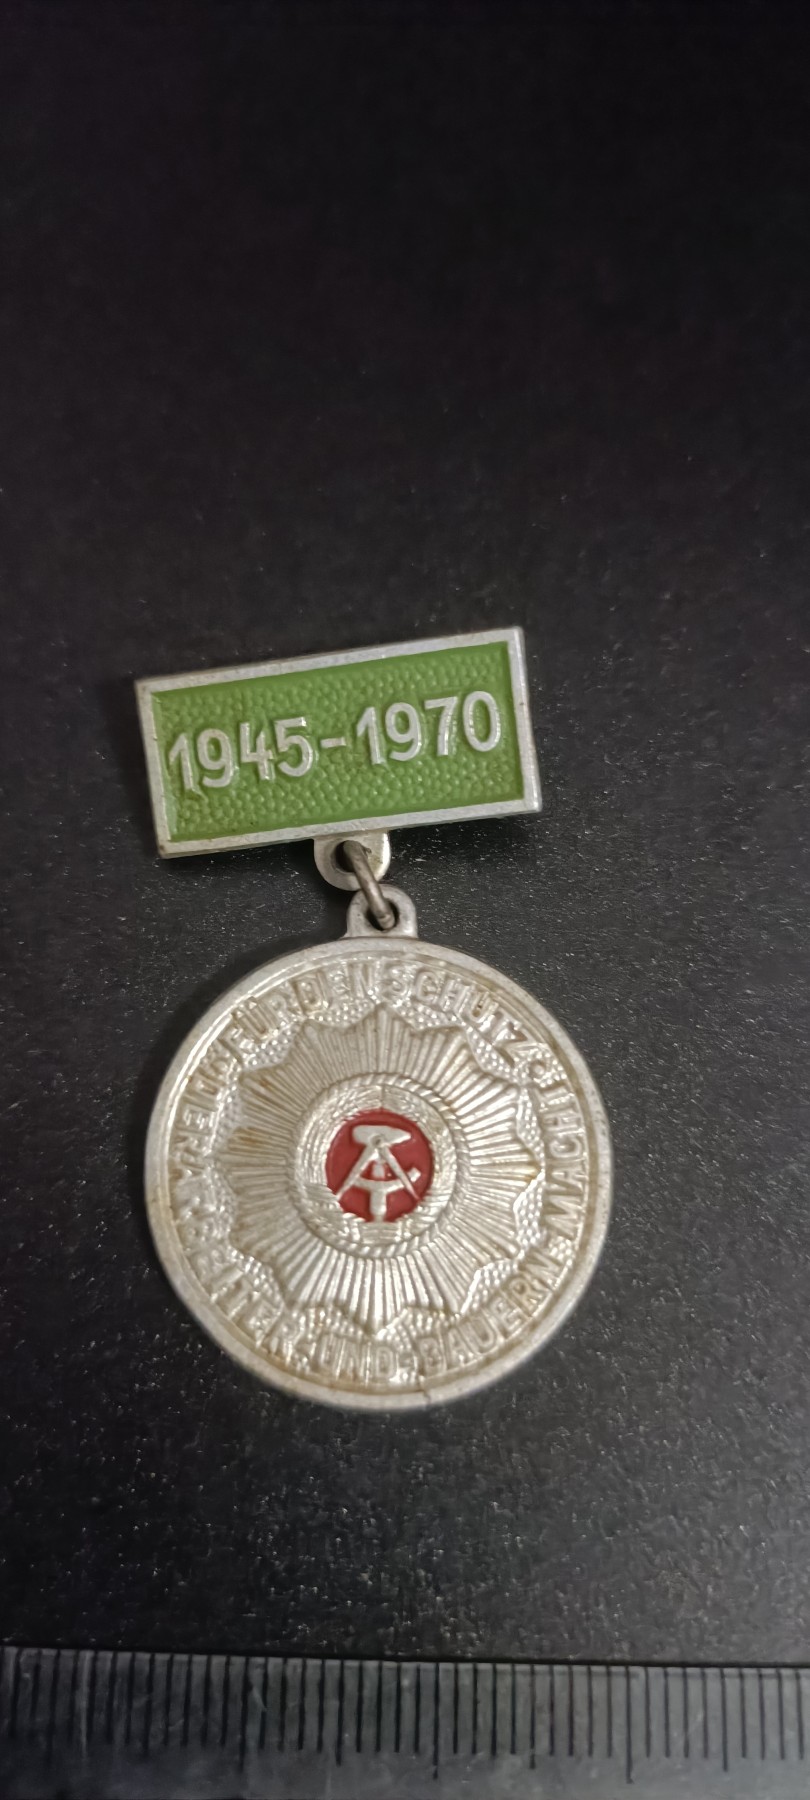 1945-1970
FÜR DEN SCHUTZ DER ARBEITER-UND-BAUERN-MACHT